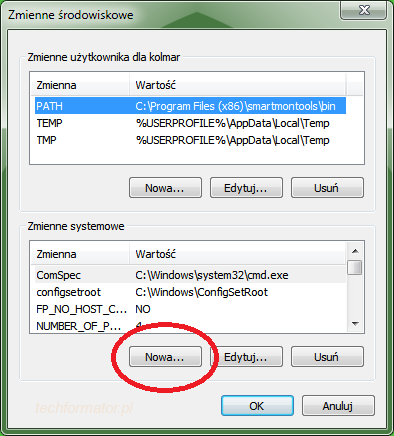 Zmienne środowiskowe
Zmienne użytkownika dla kolmar
Zmienna Wartość
PATH C:\Program Files (x86)\smartmontools\bin
TEMP %USERPROFILE%\AppData\Local\Temp
TMP %USERPROFILE%\AppData\Local\Temp
Nowa... Edytuj... Usuń
Zmienne systemowe
Zmienna Wartość
ComSpec C:\Windows\system32\cmd.exe
configsetroot C:\Windows\ConfigSetRoot
FP_NO_HOST_C... NO
NUMBER_OF_P... 4
Nowa... Edytuj... Usuń
techformator.pl
OK Anuluj